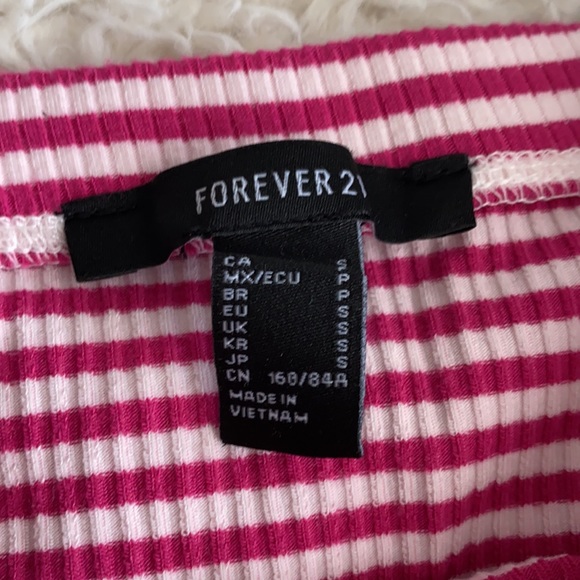 FOREVER 21
CA S
MX/ECU P
BR P
EU S
UK S
KR S
JP S
CN 160/84A
MADE IN
VIETNAM